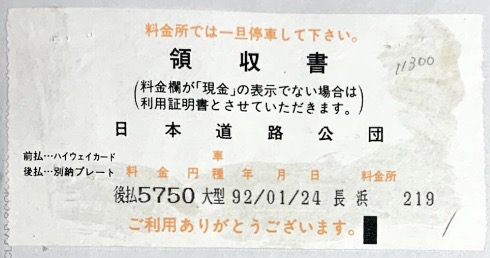 料金所では一旦停車して下さい。
11300
領収書
(料金欄が「現金」の表示でない場合は
利用証明書とさせていただきます。)
日本道路公団
前払…ハイウェイカード
後払…別納プレート
料金 円 車種 年 月 日 料金所
後払 5750 大型 92/01/24 長浜 219
ご利用ありがとうございます。